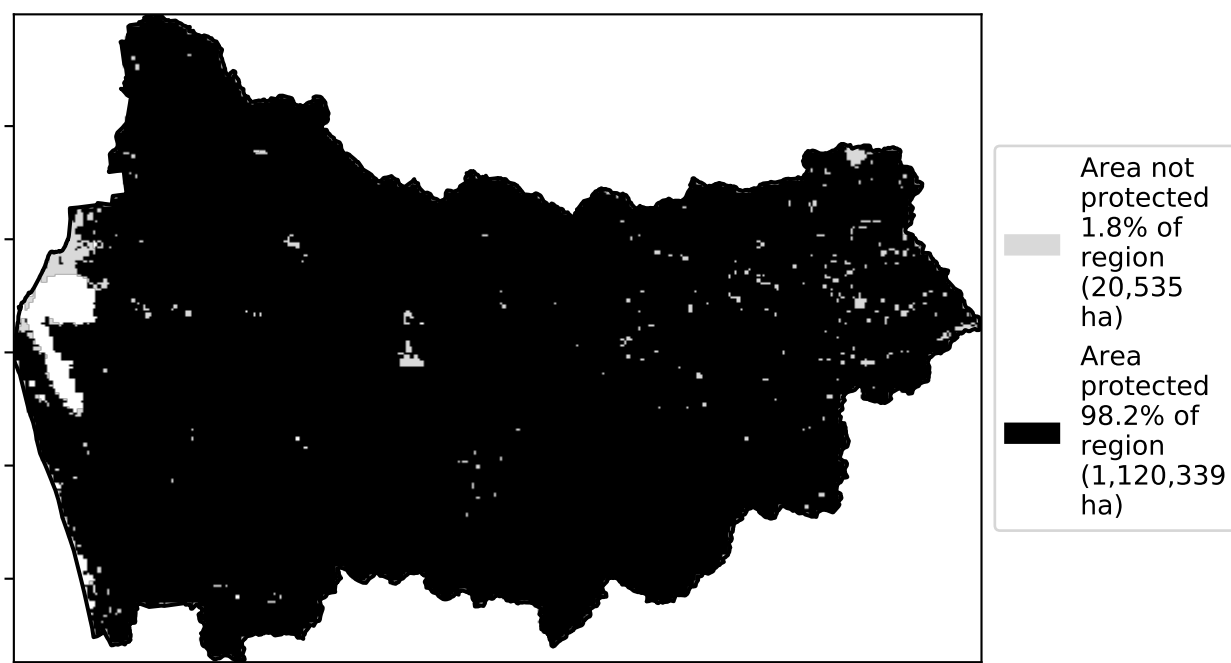 Area not
protected
1.8% of
region
(20,535
ha)
Area
protected
98.2% of
region
(1,120,339
ha)